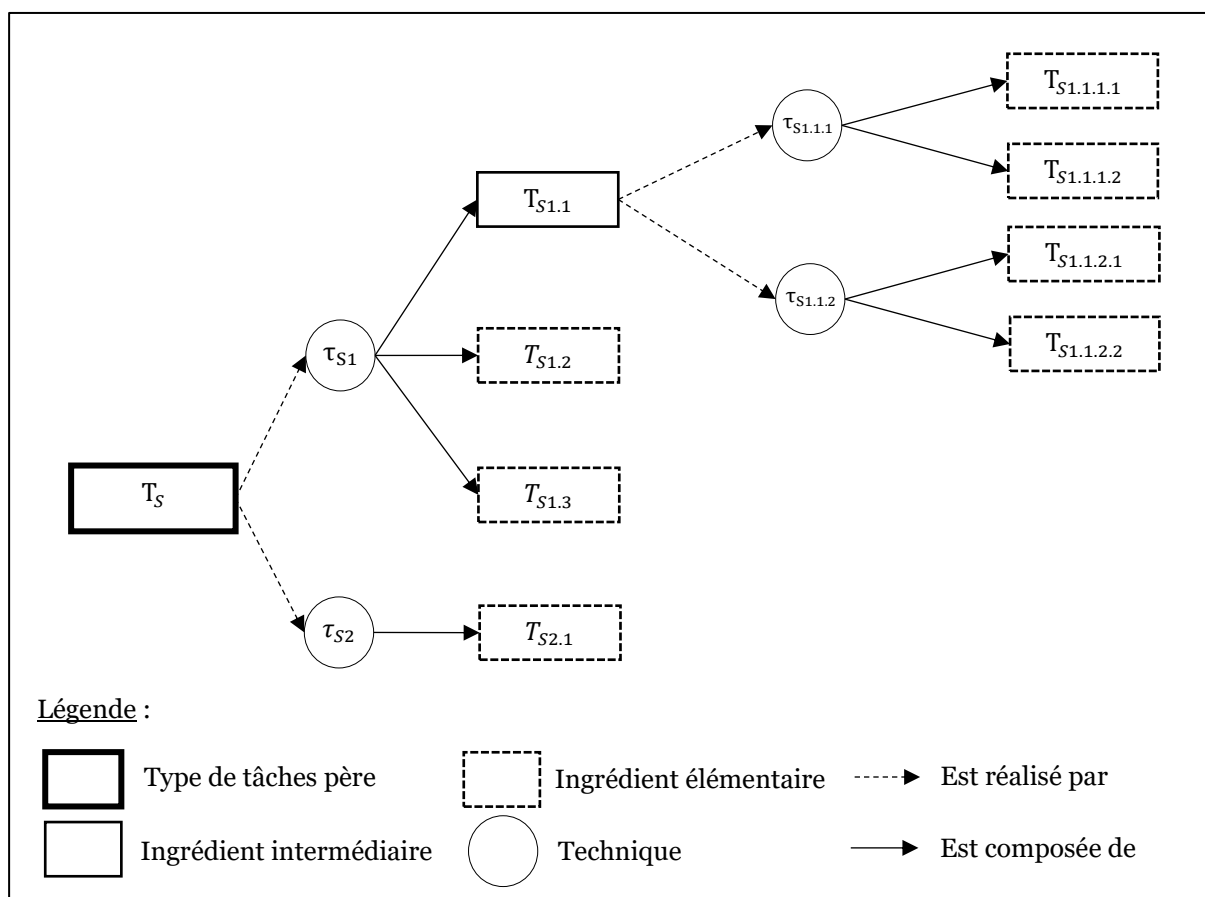 T_S1.1.1.1
τ_S1.1.1
T_S1.1.1.2
T_S1.1
T_S1.1.2.1
τ_S1.1.2
T_S1.1.2.2
τ_S1
T_S1.2
T_S
T_S1.3
τ_S2
T_S2.1
Légende :
Type de tâches père
Ingrédient élémentaire
Est réalisé par
Ingrédient intermédiaire
Technique
Est composée de